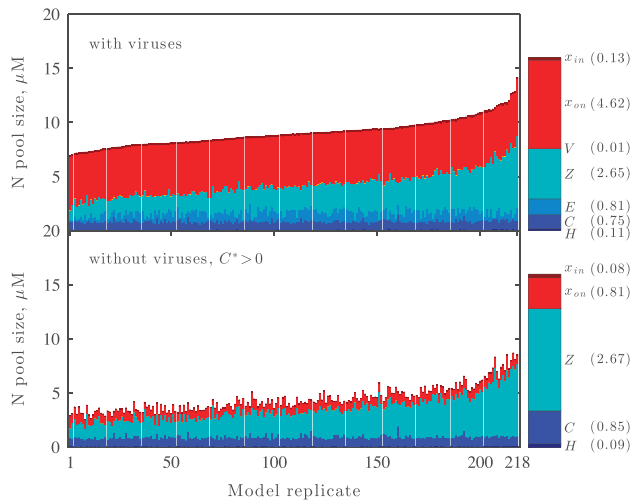 20
with viruses
15
10
5
N pool size, μM
x_in (0.13)
x_on (4.62)
V (0.01)
Z (2.65)
E (0.81)
C (0.75)
H (0.11)
20
without viruses, C*>0
15
10
5
0
N pool size, μM
x_in (0.08)
x_on (0.81)
Z (2.67)
C (0.85)
H (0.09)
1 50 100 150 200 218
Model replicate